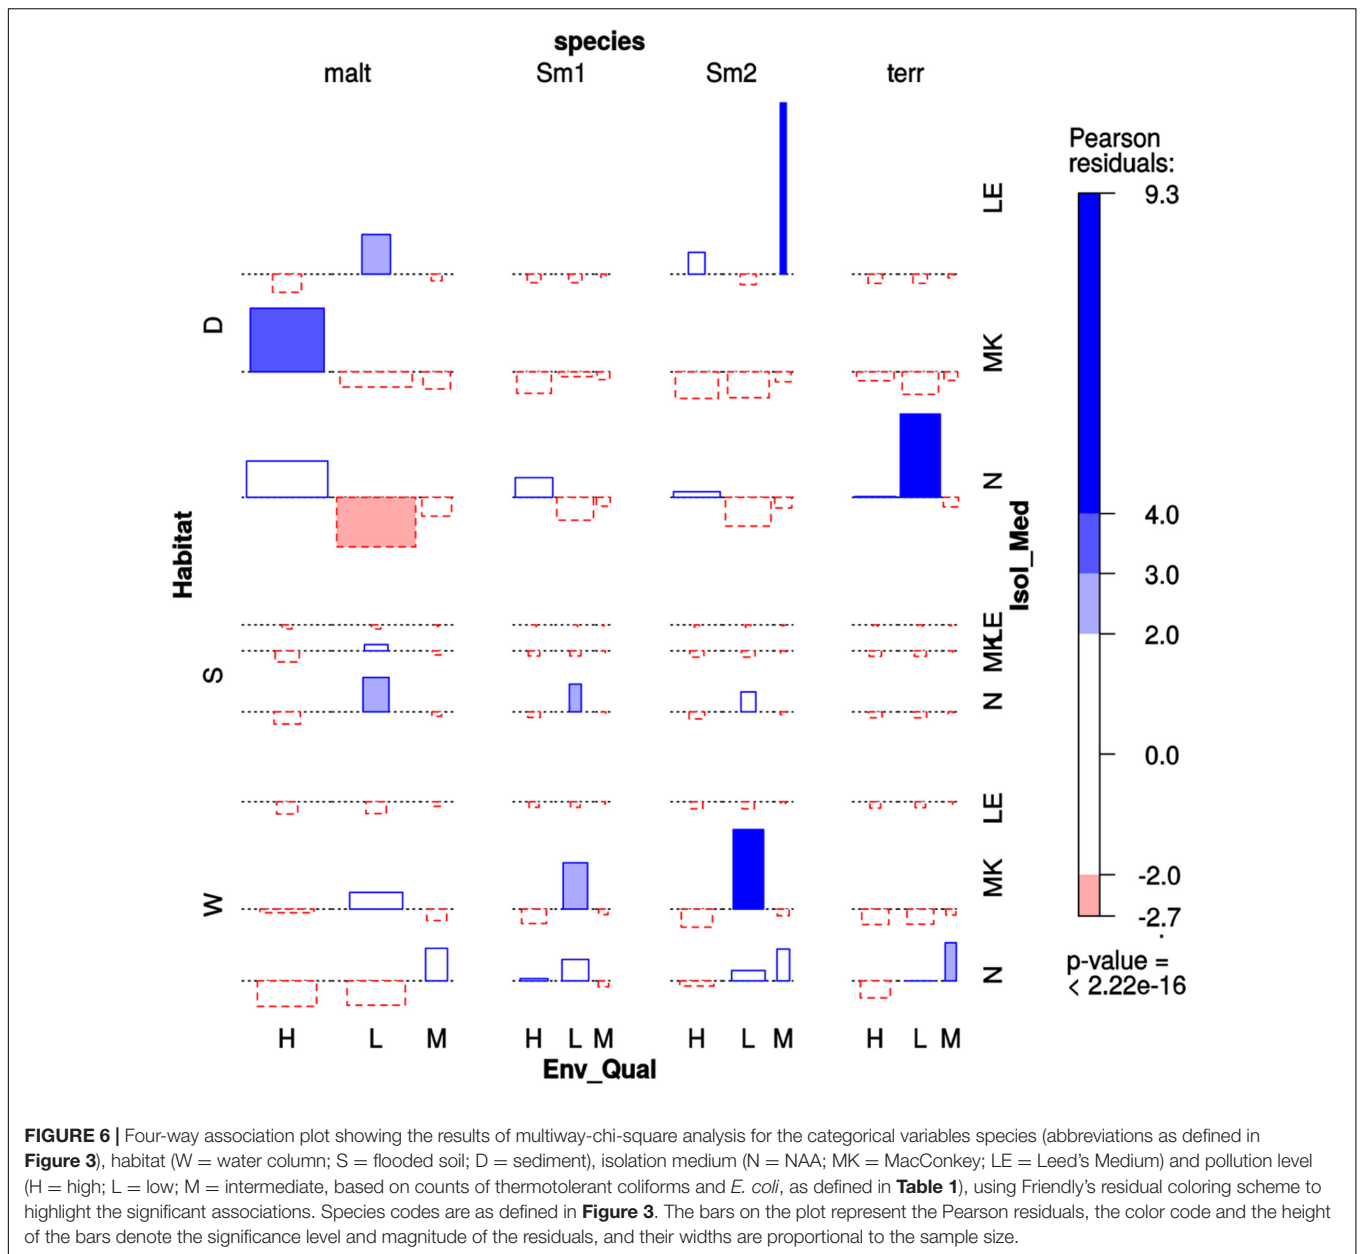 species
malt Sm1 Sm2 terr
Pearson
residuals:
9.3
4.0
3.0
2.0
0.0
-2.0
-2.7
p-value =
< 2.22e-16
Habitat
D
S
W
Isol_Med
LE
MK
N
LE
MK
N
LE
MK
N
H L M H L M H L M H L M
Env_Qual
FIGURE 6 | Four-way association plot showing the results of multiway-chi-square analysis for the categorical variables species (abbreviations as defined in
Figure 3), habitat (W = water column; S = flooded soil; D = sediment), isolation medium (N = NAA; MK = MacConkey; LE = Leed's Medium) and pollution level
(H = high; L = low; M = intermediate, based on counts of thermotolerant coliforms and E. coli, as defined in Table 1), using Friendly's residual coloring scheme to
highlight the significant associations. Species codes are as defined in Figure 3. The bars on the plot represent the Pearson residuals, the color code and the height
of the bars denote the significance level and magnitude of the residuals, and their widths are proportional to the sample size.